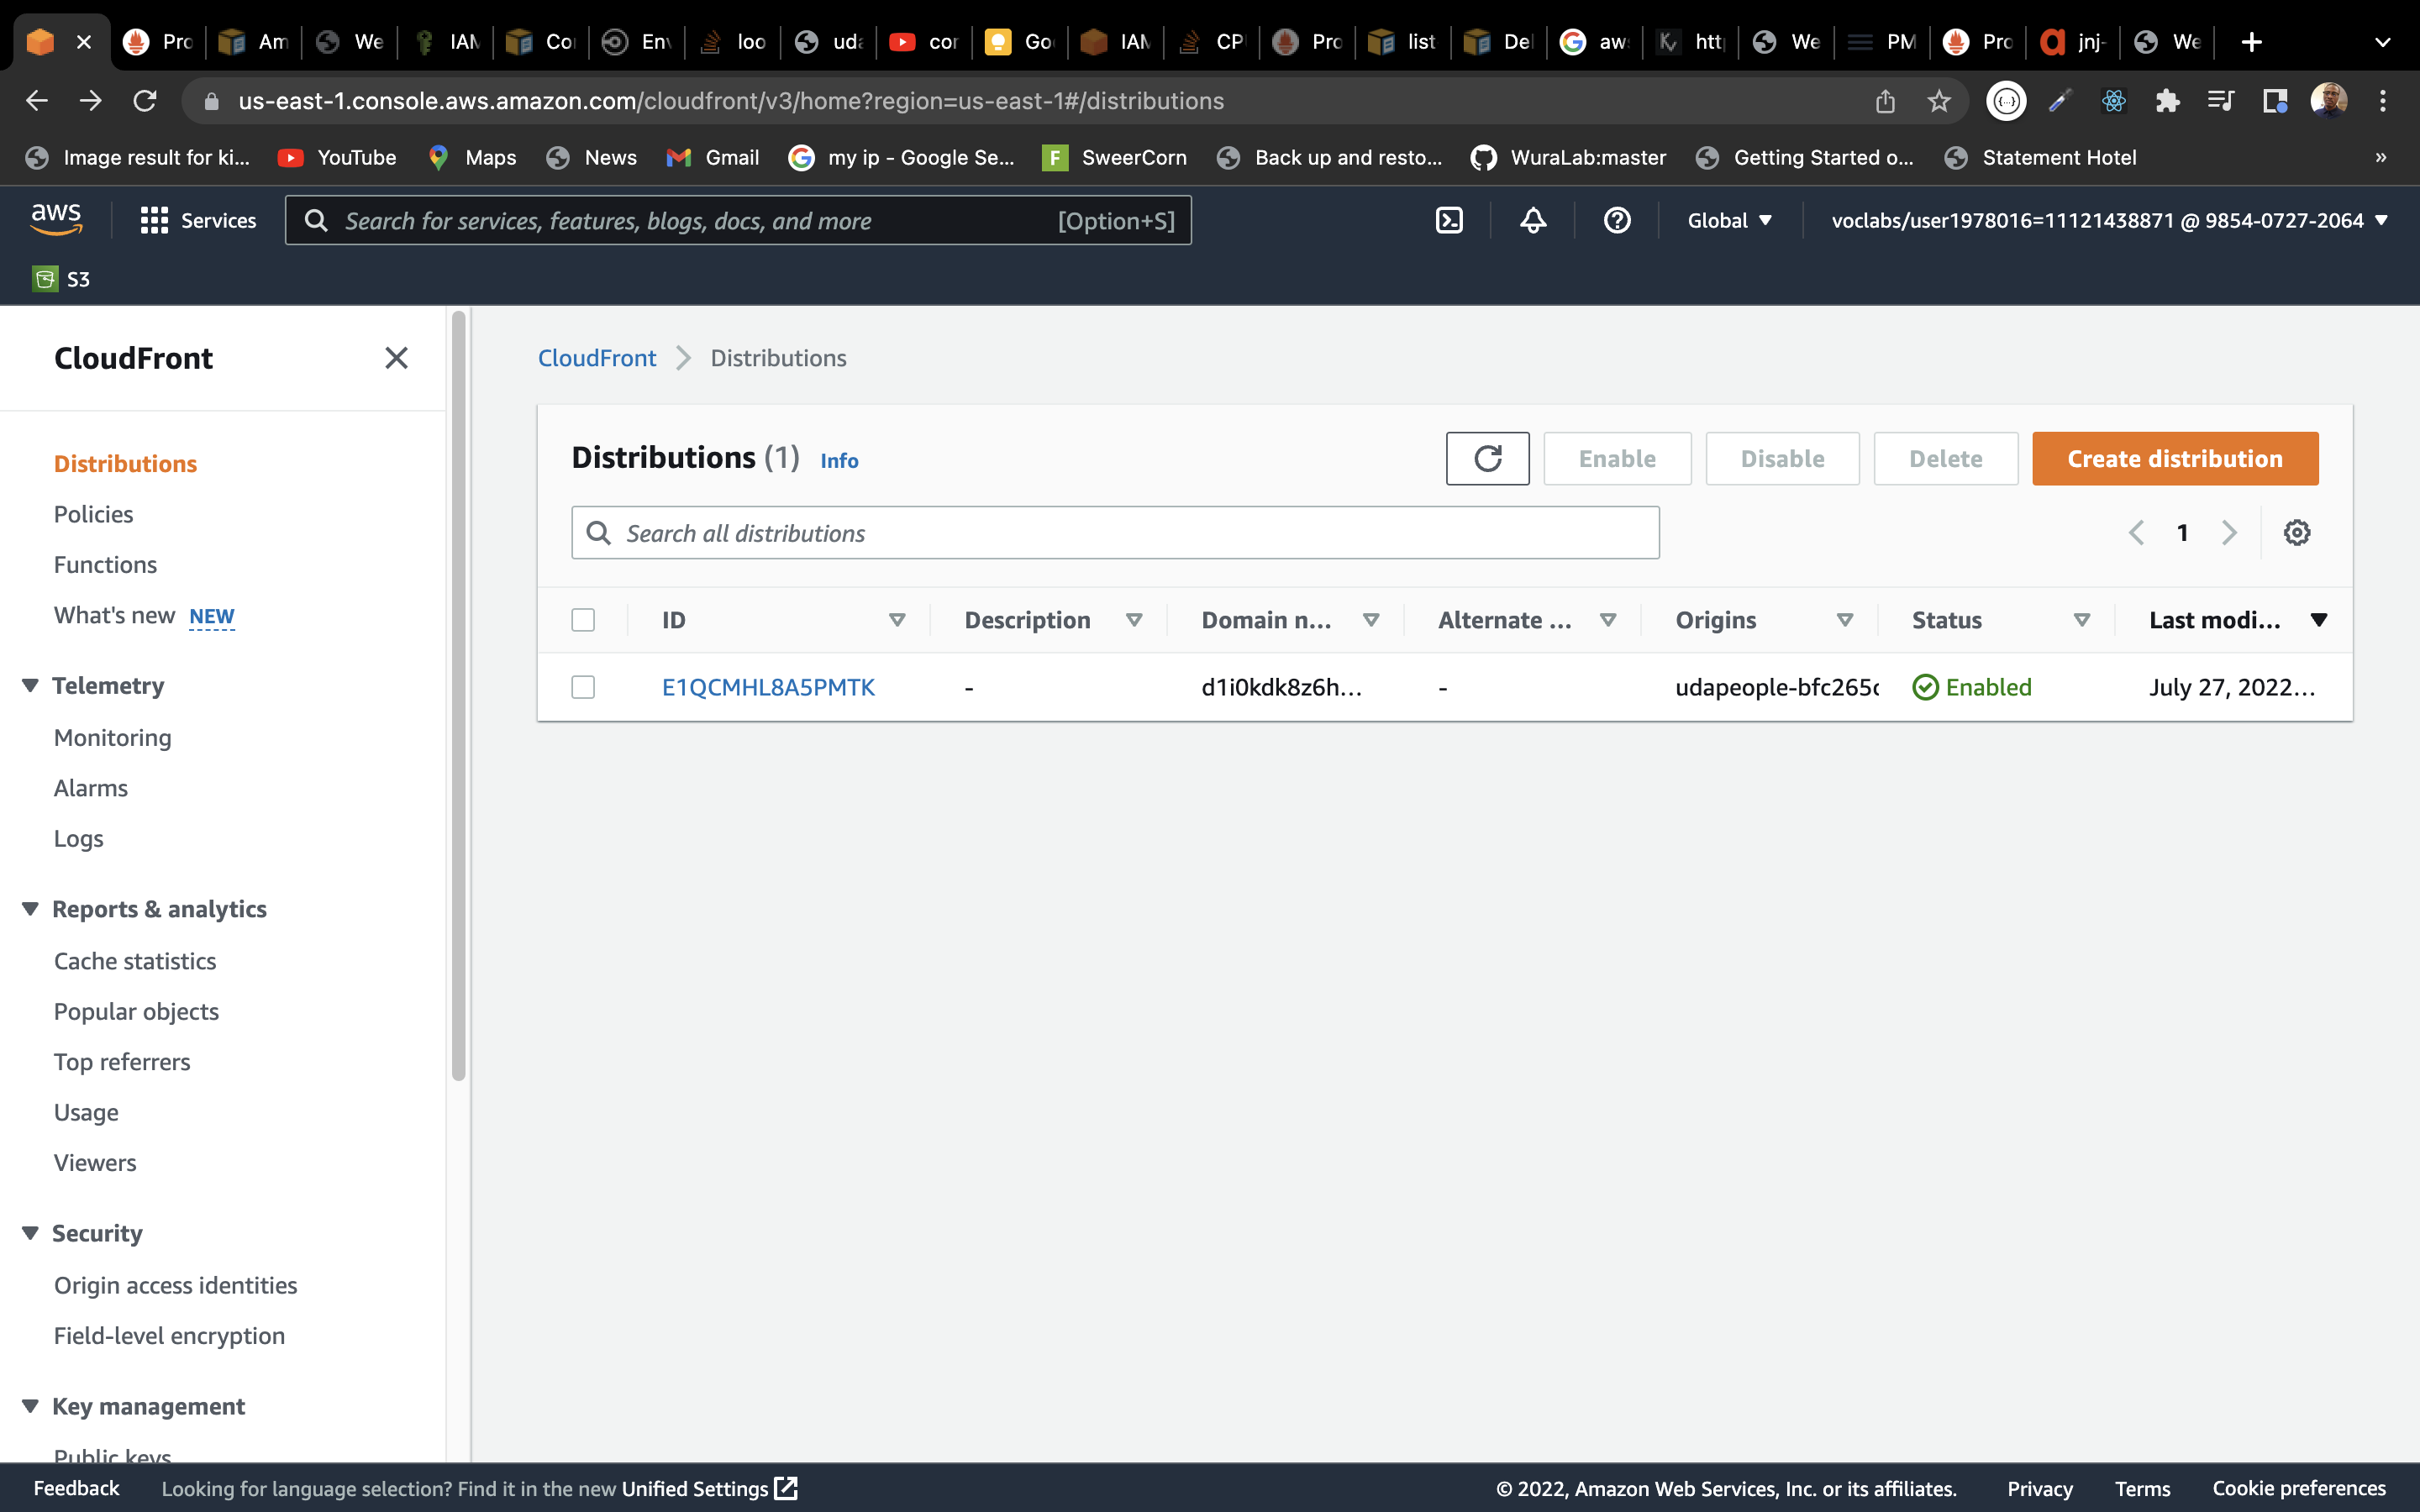 Pro Am We IAM Co En loo uda cor Go IAM CP Pro list Del aws http We PM Pro jnj- We
us-east-1.console.aws.amazon.com/cloudfront/v3/home?region=us-east-1#/distributions
Image result for ki... YouTube Maps News Gmail my ip - Google Se... F SweerCorn Back up and resto... WuraLab:master Getting Started o... Statement Hotel »
aws Services Search for services, features, blogs, docs, and more [Option+S] Global voclabs/user1978016=11121438871 @ 9854-0727-2064
S3
CloudFront
Distributions
Policies
Functions
What's new NEW
Telemetry
Monitoring
Alarms
Logs
Reports & analytics
Cache statistics
Popular objects
Top referrers
Usage
Viewers
Security
Origin access identities
Field-level encryption
Key management
Public keys
CloudFront Distributions
Distributions (1) Info Enable Disable Delete Create distribution
Search all distributions 1
ID Description Domain n... Alternate ... Origins Status Last modi...
E1QCMHL8A5PMTK - d1i0kdk8z6h... - udapeople-bfc265c Enabled July 27, 2022...
Feedback Looking for language selection? Find it in the new Unified Settings © 2022, Amazon Web Services, Inc. or its affiliates. Privacy Terms Cookie preferences